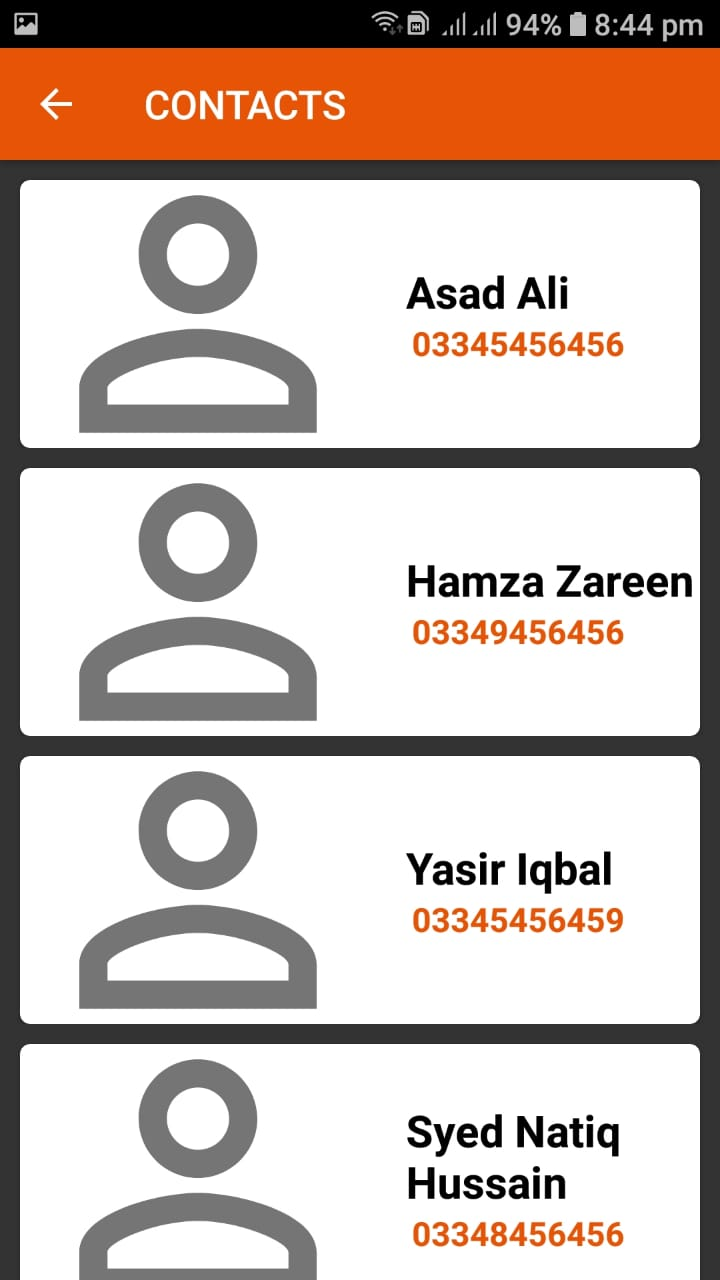 94% 8:44 pm
CONTACTS
Asad Ali
03345456456
Hamza Zareen
03349456456
Yasir Iqbal
03345456459
Syed Natiq
Hussain
03348456456